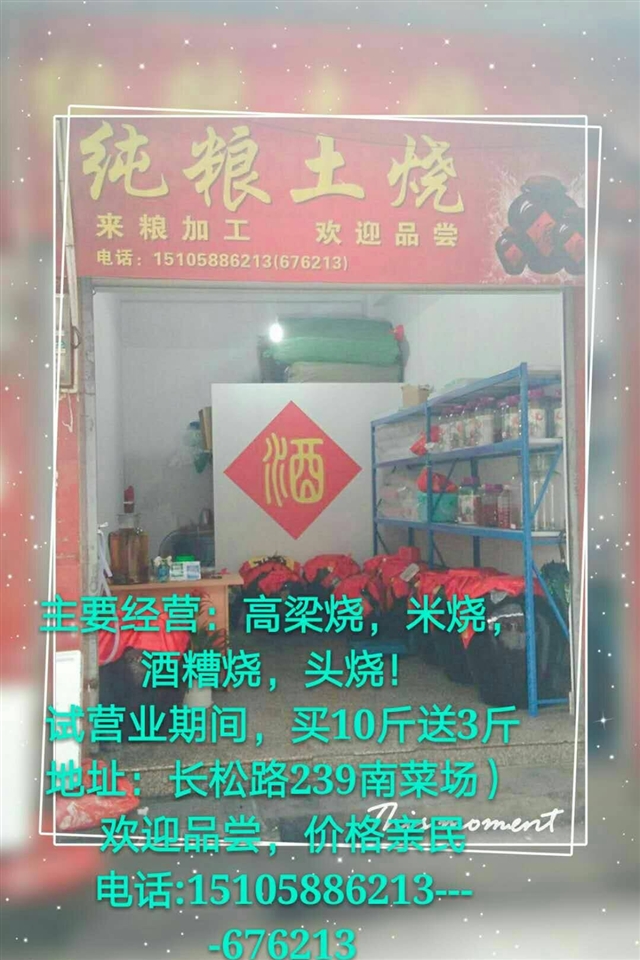 纯粮土烧
来粮加工 欢迎品尝
电话：15105886213(676213)
酒
主要经营：高粱烧，米烧，
酒糟烧，头烧！
试营业期间，买10斤送3斤
地址：长松路239南菜场）
This moment
欢迎品尝，价格亲民
电话:15105886213---
-676213